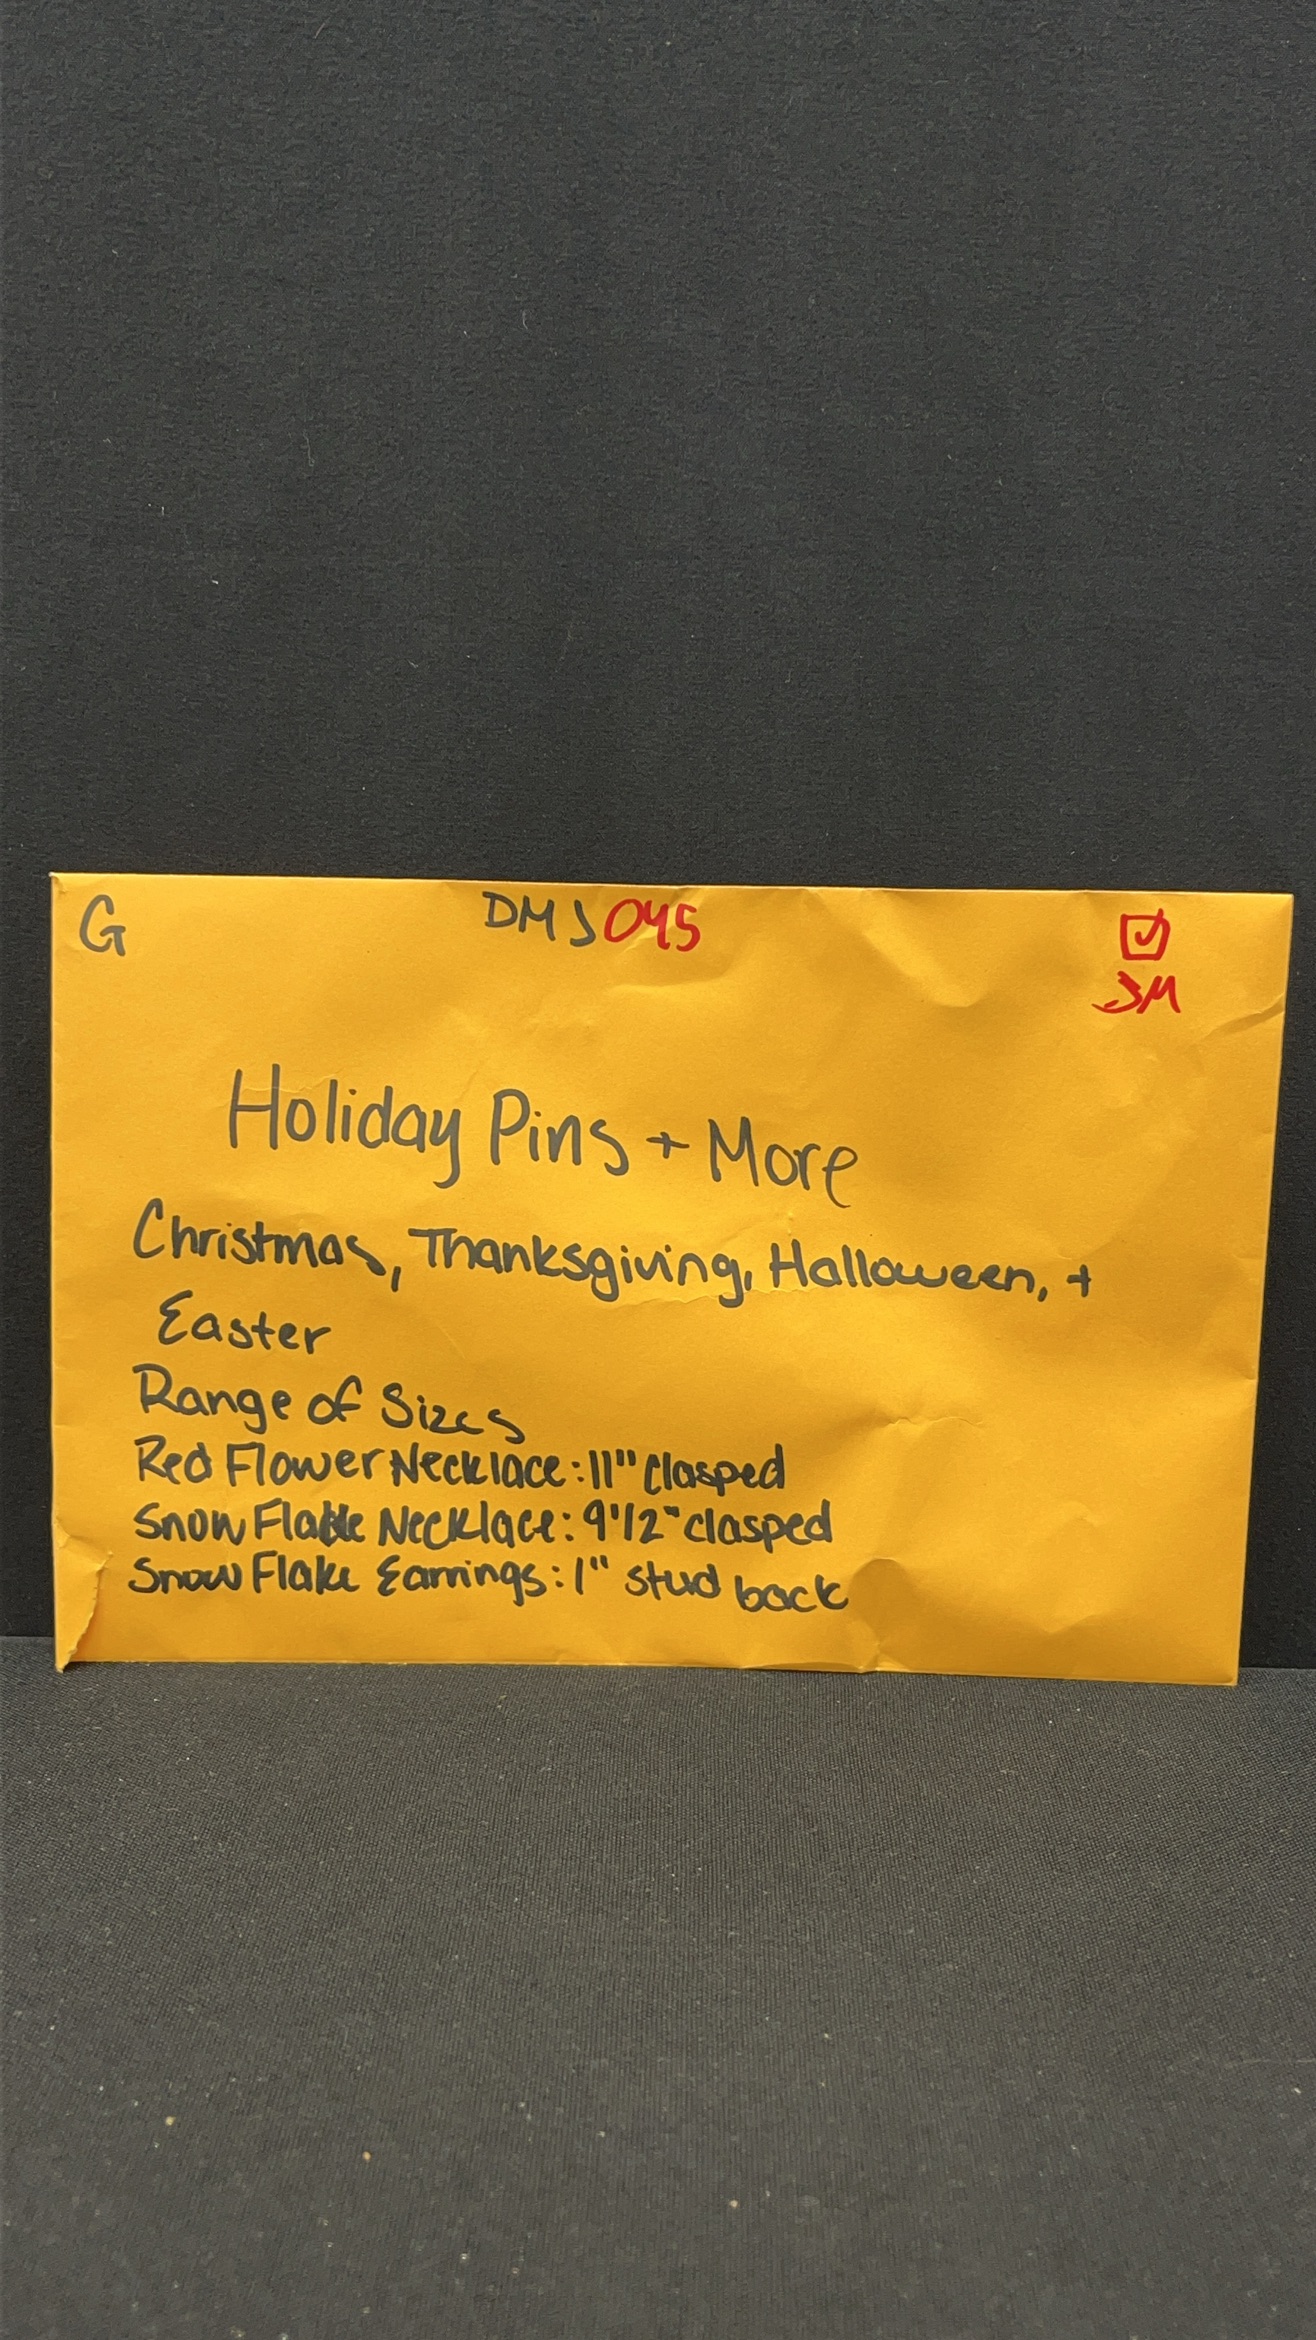 G DMJ045 ☑
JM
Holiday Pins + More
Christmas, Thanksgiving, Halloween, +
Easter
Range of Sizes
Red Flower Necklace: 11" clasped
Snow Flake Necklace: 9 1/2" clasped
Snow Flake Earrings: 1" stud back